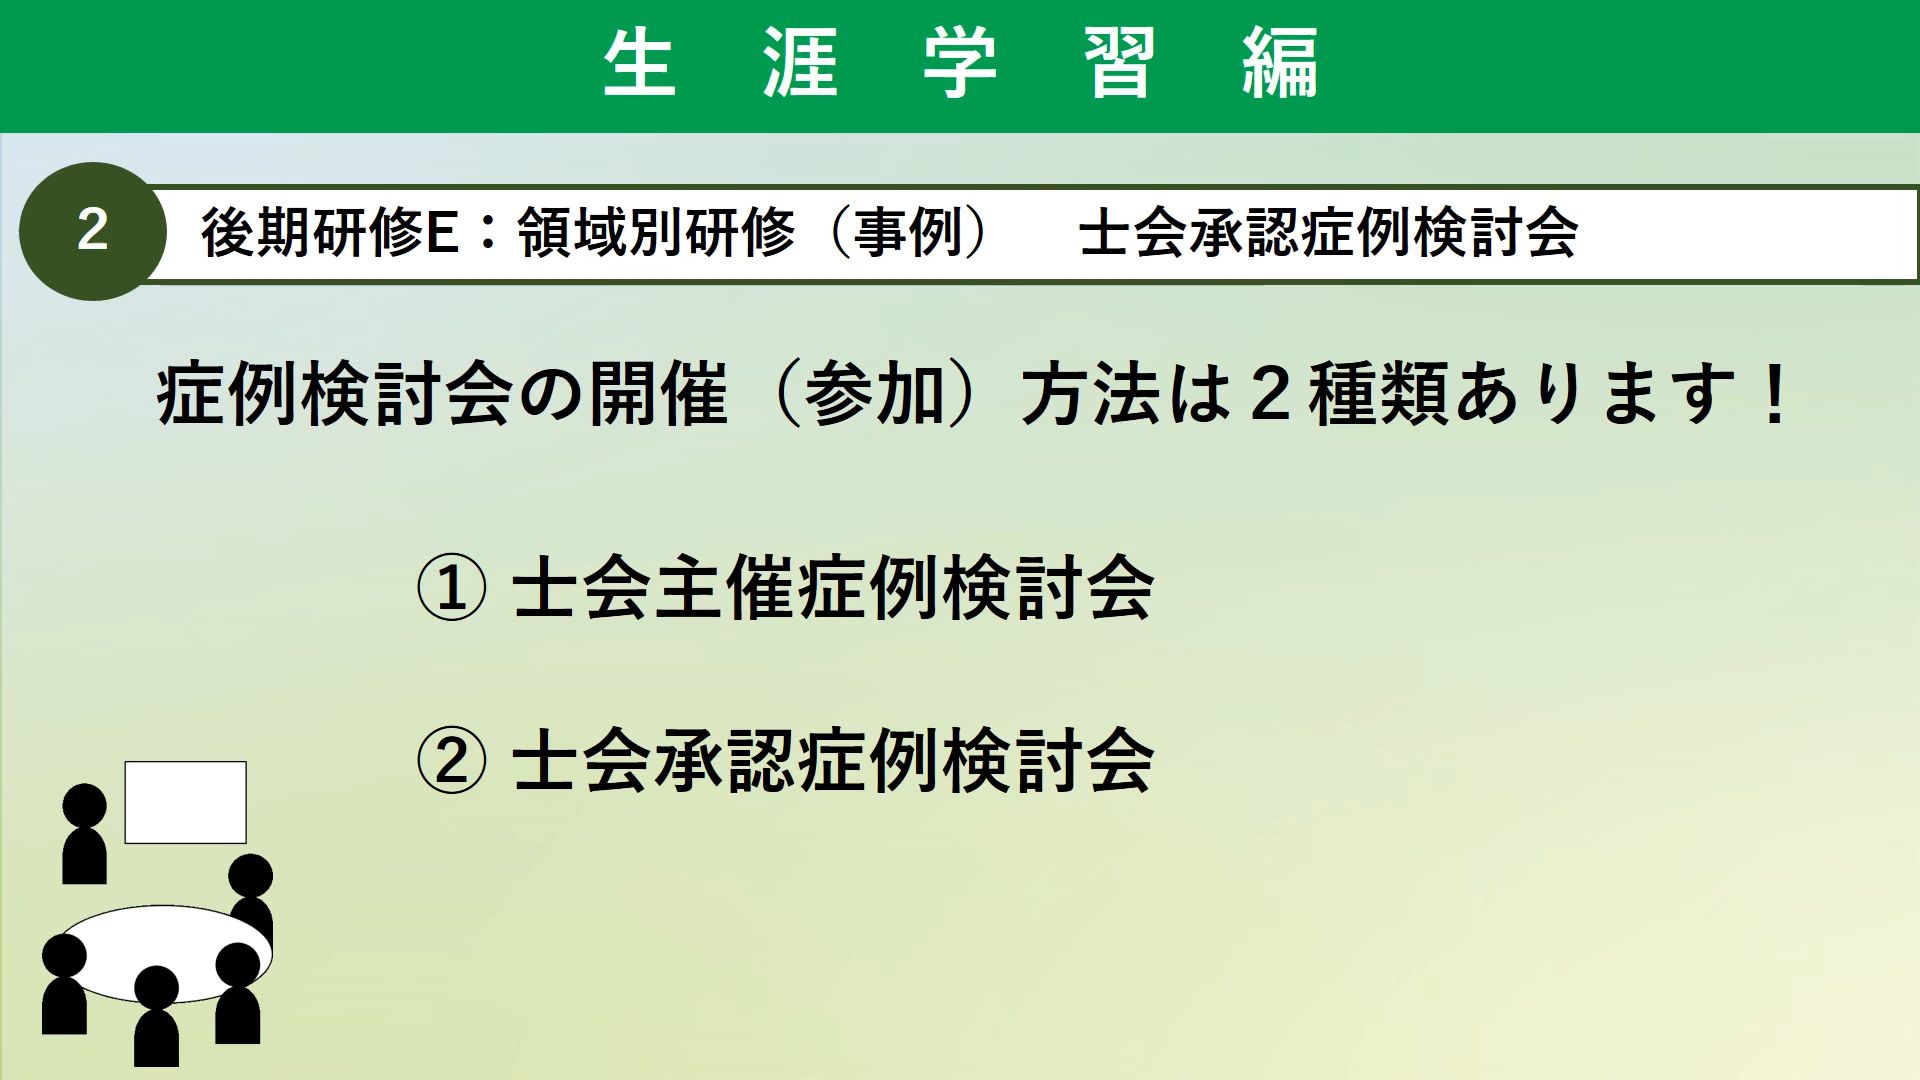 生涯学習編
2
後期研修E：領域別研修（事例）　士会承認症例検討会
症例検討会の開催（参加）方法は２種類あります！
① 士会主催症例検討会
② 士会承認症例検討会